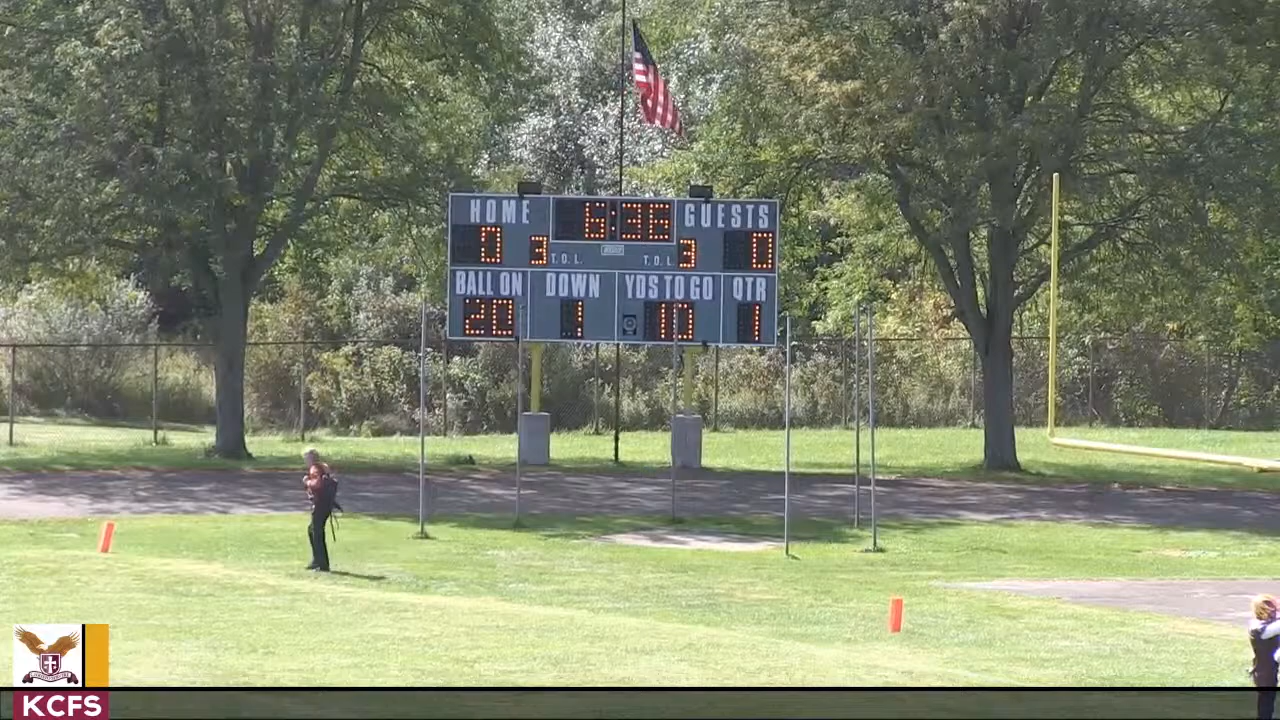 HOME 6:36 GUESTS
0 3 T.O.L. T.O.L. 3 0
BALL ON DOWN YDS TO GO QTR
20 1 10 1
KCFS